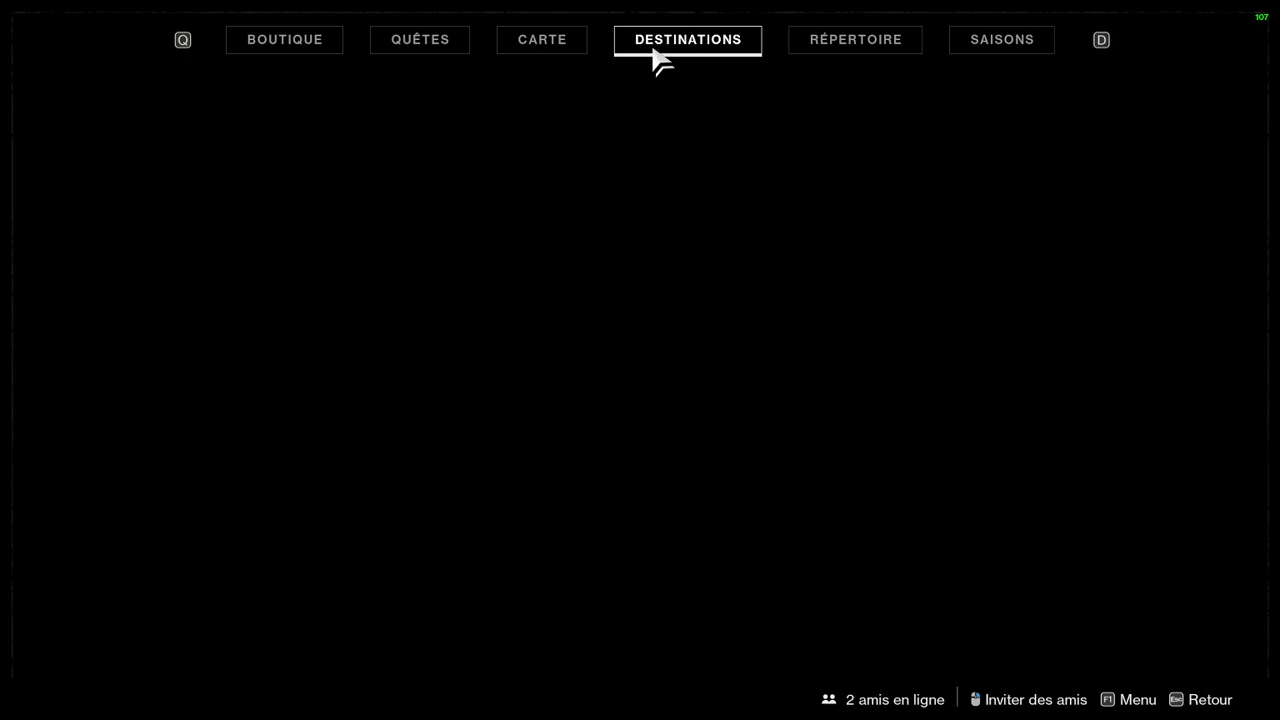 107
Q BOUTIQUE QUÊTES CARTE DESTINATIONS RÉPERTOIRE SAISONS D
2 amis en ligne Inviter des amis F1 Menu Esc Retour